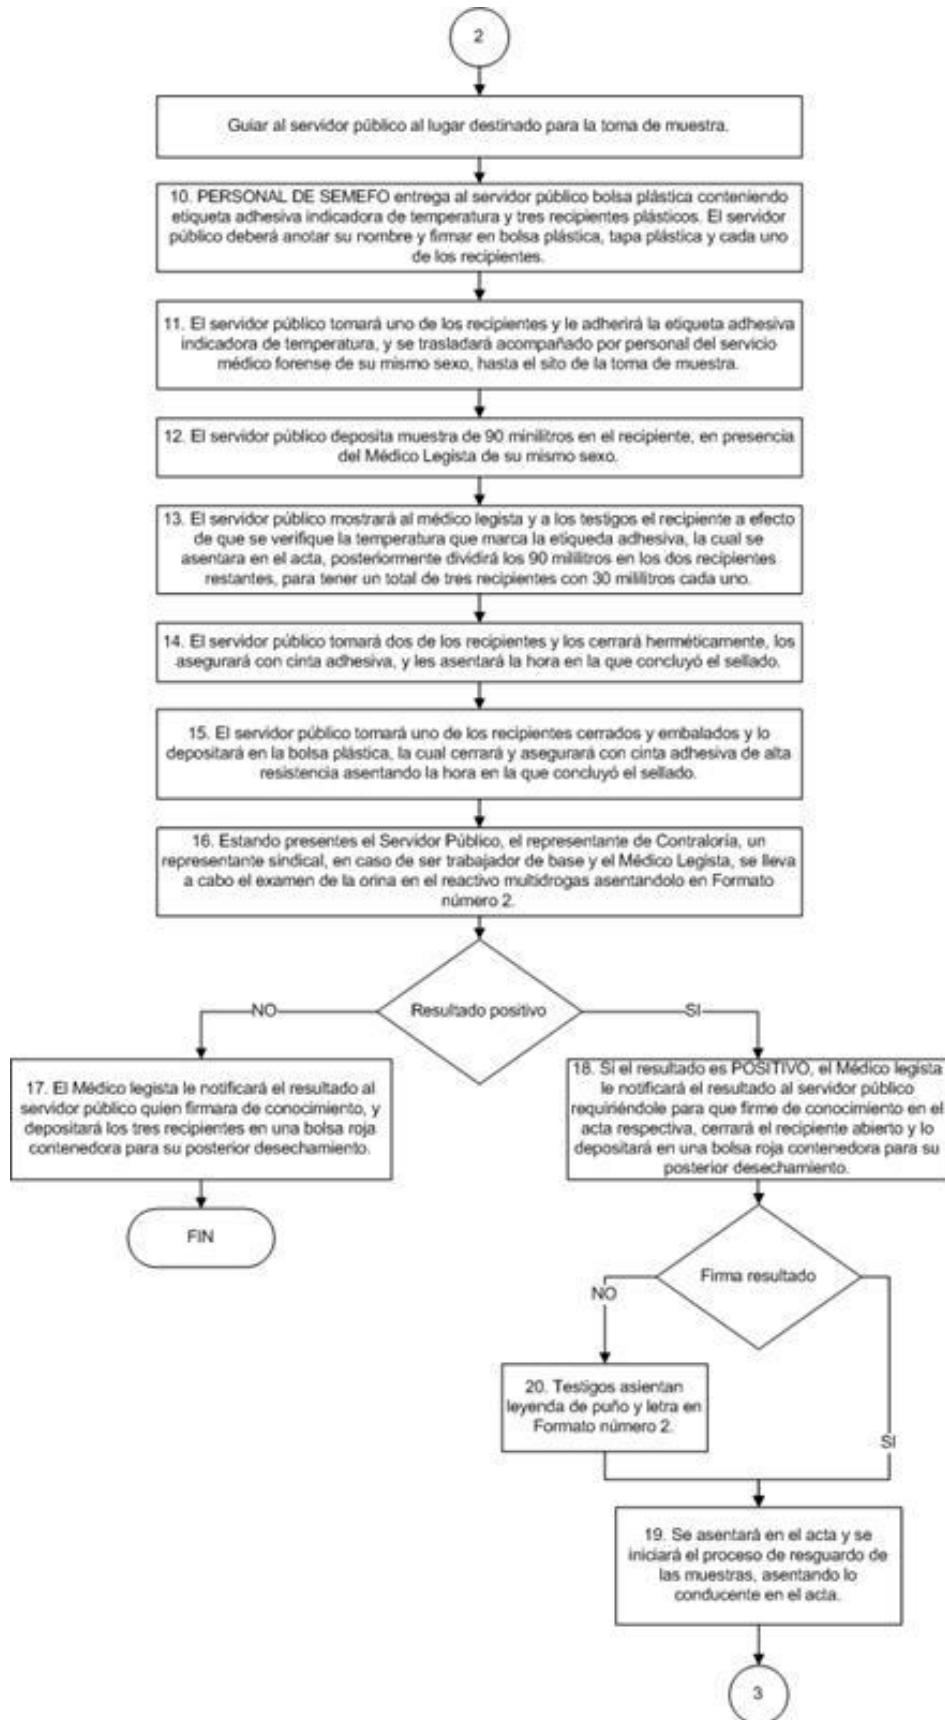 2
Guiar al servidor público al lugar destinado para la toma de muestra.
10. PERSONAL DE SEMEFO entrega al servidor público bolsa plástica conteniendo
etiqueta adhesiva indicadora de temperatura y tres recipientes plásticos. El servidor
público deberá anotar su nombre y firmar en bolsa plástica, tapa plástica y cada uno
de los recipientes.
11. El servidor público tomará uno de los recipientes y le adherirá la etiqueta adhesiva
indicadora de temperatura, y se trasladará acompañado por personal del servicio
médico forense de su mismo sexo, hasta el sito de la toma de muestra.
12. El servidor público deposita muestra de 90 minilitros en el recipiente, en presencia
del Médico Legista de su mismo sexo.
13. El servidor público mostrará al médico legista y a los testigos el recipiente a efecto
de que se verifique la temperatura que marca la etiqueda adhesiva, la cual se
asentara en el acta, posteriormente dividirá los 90 mililitros en los dos recipientes
restantes, para tener un total de tres recipientes con 30 mililitros cada uno.
14. El servidor público tomará dos de los recipientes y los cerrará herméticamente, los
asegurará con cinta adhesiva, y les asentará la hora en la que concluyó el sellado.
15. El servidor público tomará uno de los recipientes cerrados y embalados y lo
depositará en la bolsa plástica, la cual cerrará y asegurará con cinta adhesiva de alta
resistencia asentando la hora en la que concluyó el sellado.
16. Estando presentes el Servidor Público, el representante de Contraloría, un
representante sindical, en caso de ser trabajador de base y el Médico Legista, se lleva
a cabo el examen de la orina en el reactivo multidrogas asentandolo en Formato
número 2.
Resultado positivo
NO
SI
17. El Médico legista le notificará el resultado al
servidor público quien firmara de conocimiento, y
depositará los tres recipientes en una bolsa roja
contenedora para su posterior desechamiento.
FIN
18. Si el resultado es POSITIVO, el Médico legista
le notificará el resultado al servidor público
requiriéndole para que firme de conocimiento en el
acta respectiva, cerrará el recipiente abierto y lo
depositará en una bolsa roja contenedora para su
posterior desechamiento.
Firma resultado
NO
20. Testigos asientan
leyenda de puño y letra en
Formato número 2.
SI
19. Se asentará en el acta y se
iniciará el proceso de resguardo de
las muestras, asentando lo
conducente en el acta.
3